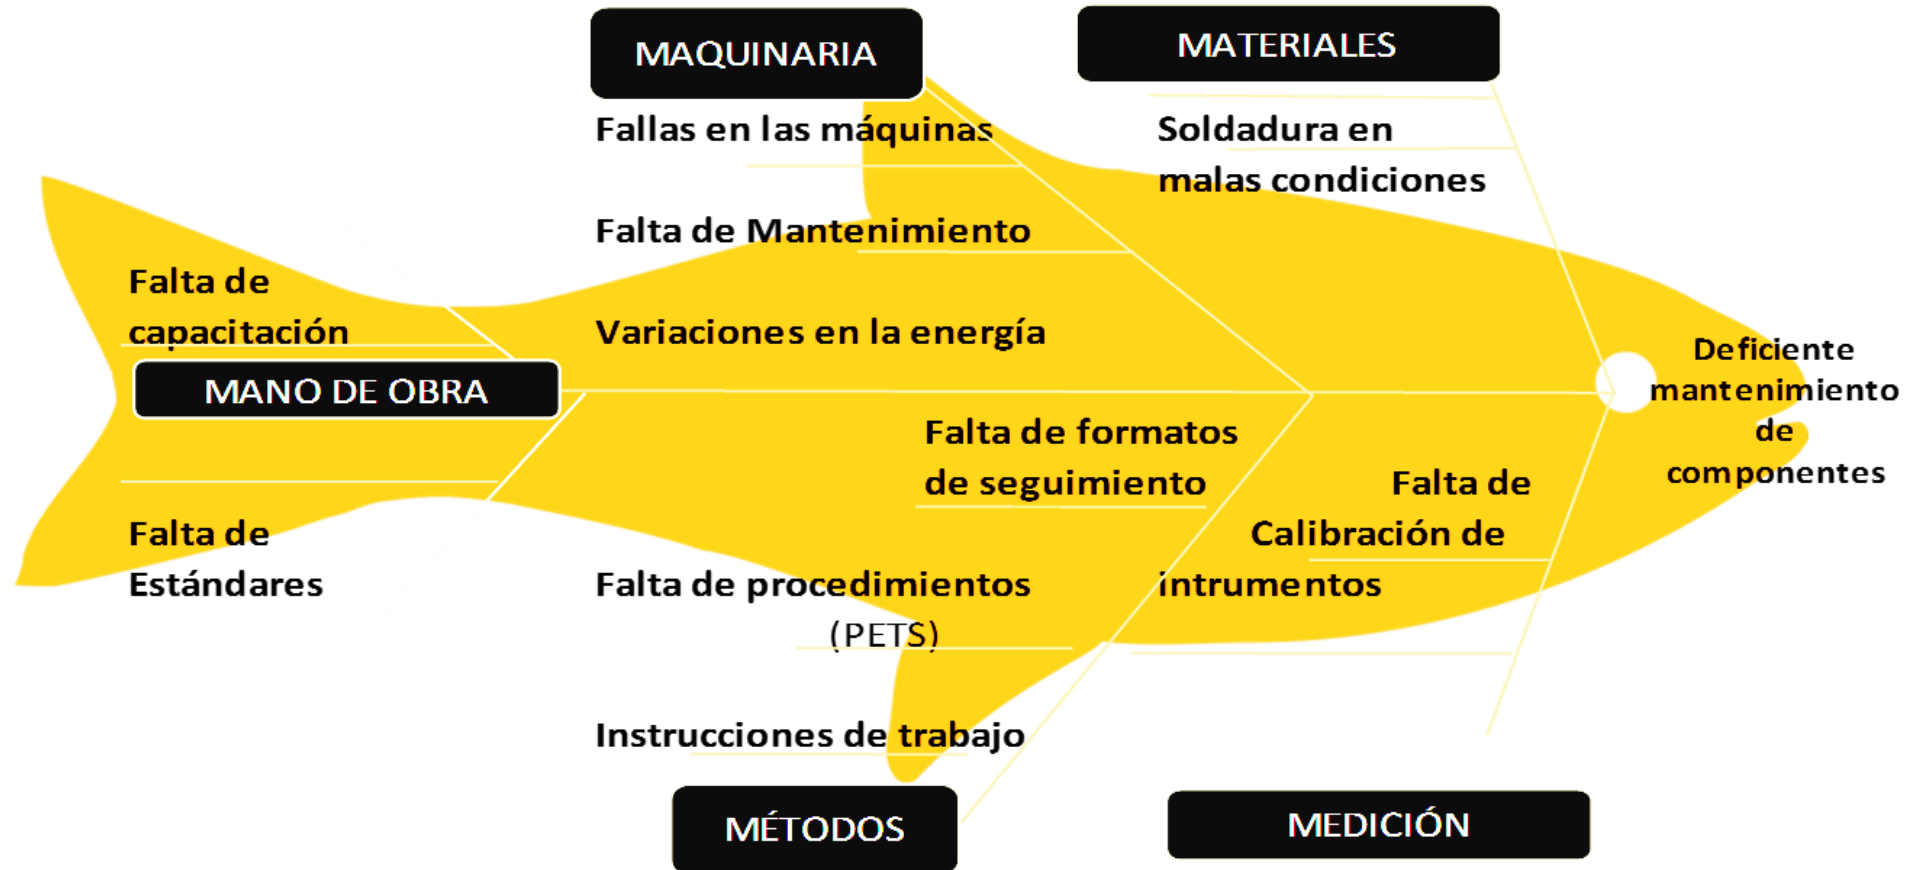 MAQUINARIA
Fallas en las máquinas
Falta de Mantenimiento
Variaciones en la energía
MATERIALES
Soldadura en
malas condiciones
Falta de
capacitación
MANO DE OBRA
Falta de
Estándares
Falta de formatos
de seguimiento
Falta de procedimientos
(PETS)
Instrucciones de trabajo
MÉTODOS
Falta de
Calibración de
intrumentos
MEDICIÓN
Deficiente
mantenimiento
de
componentes